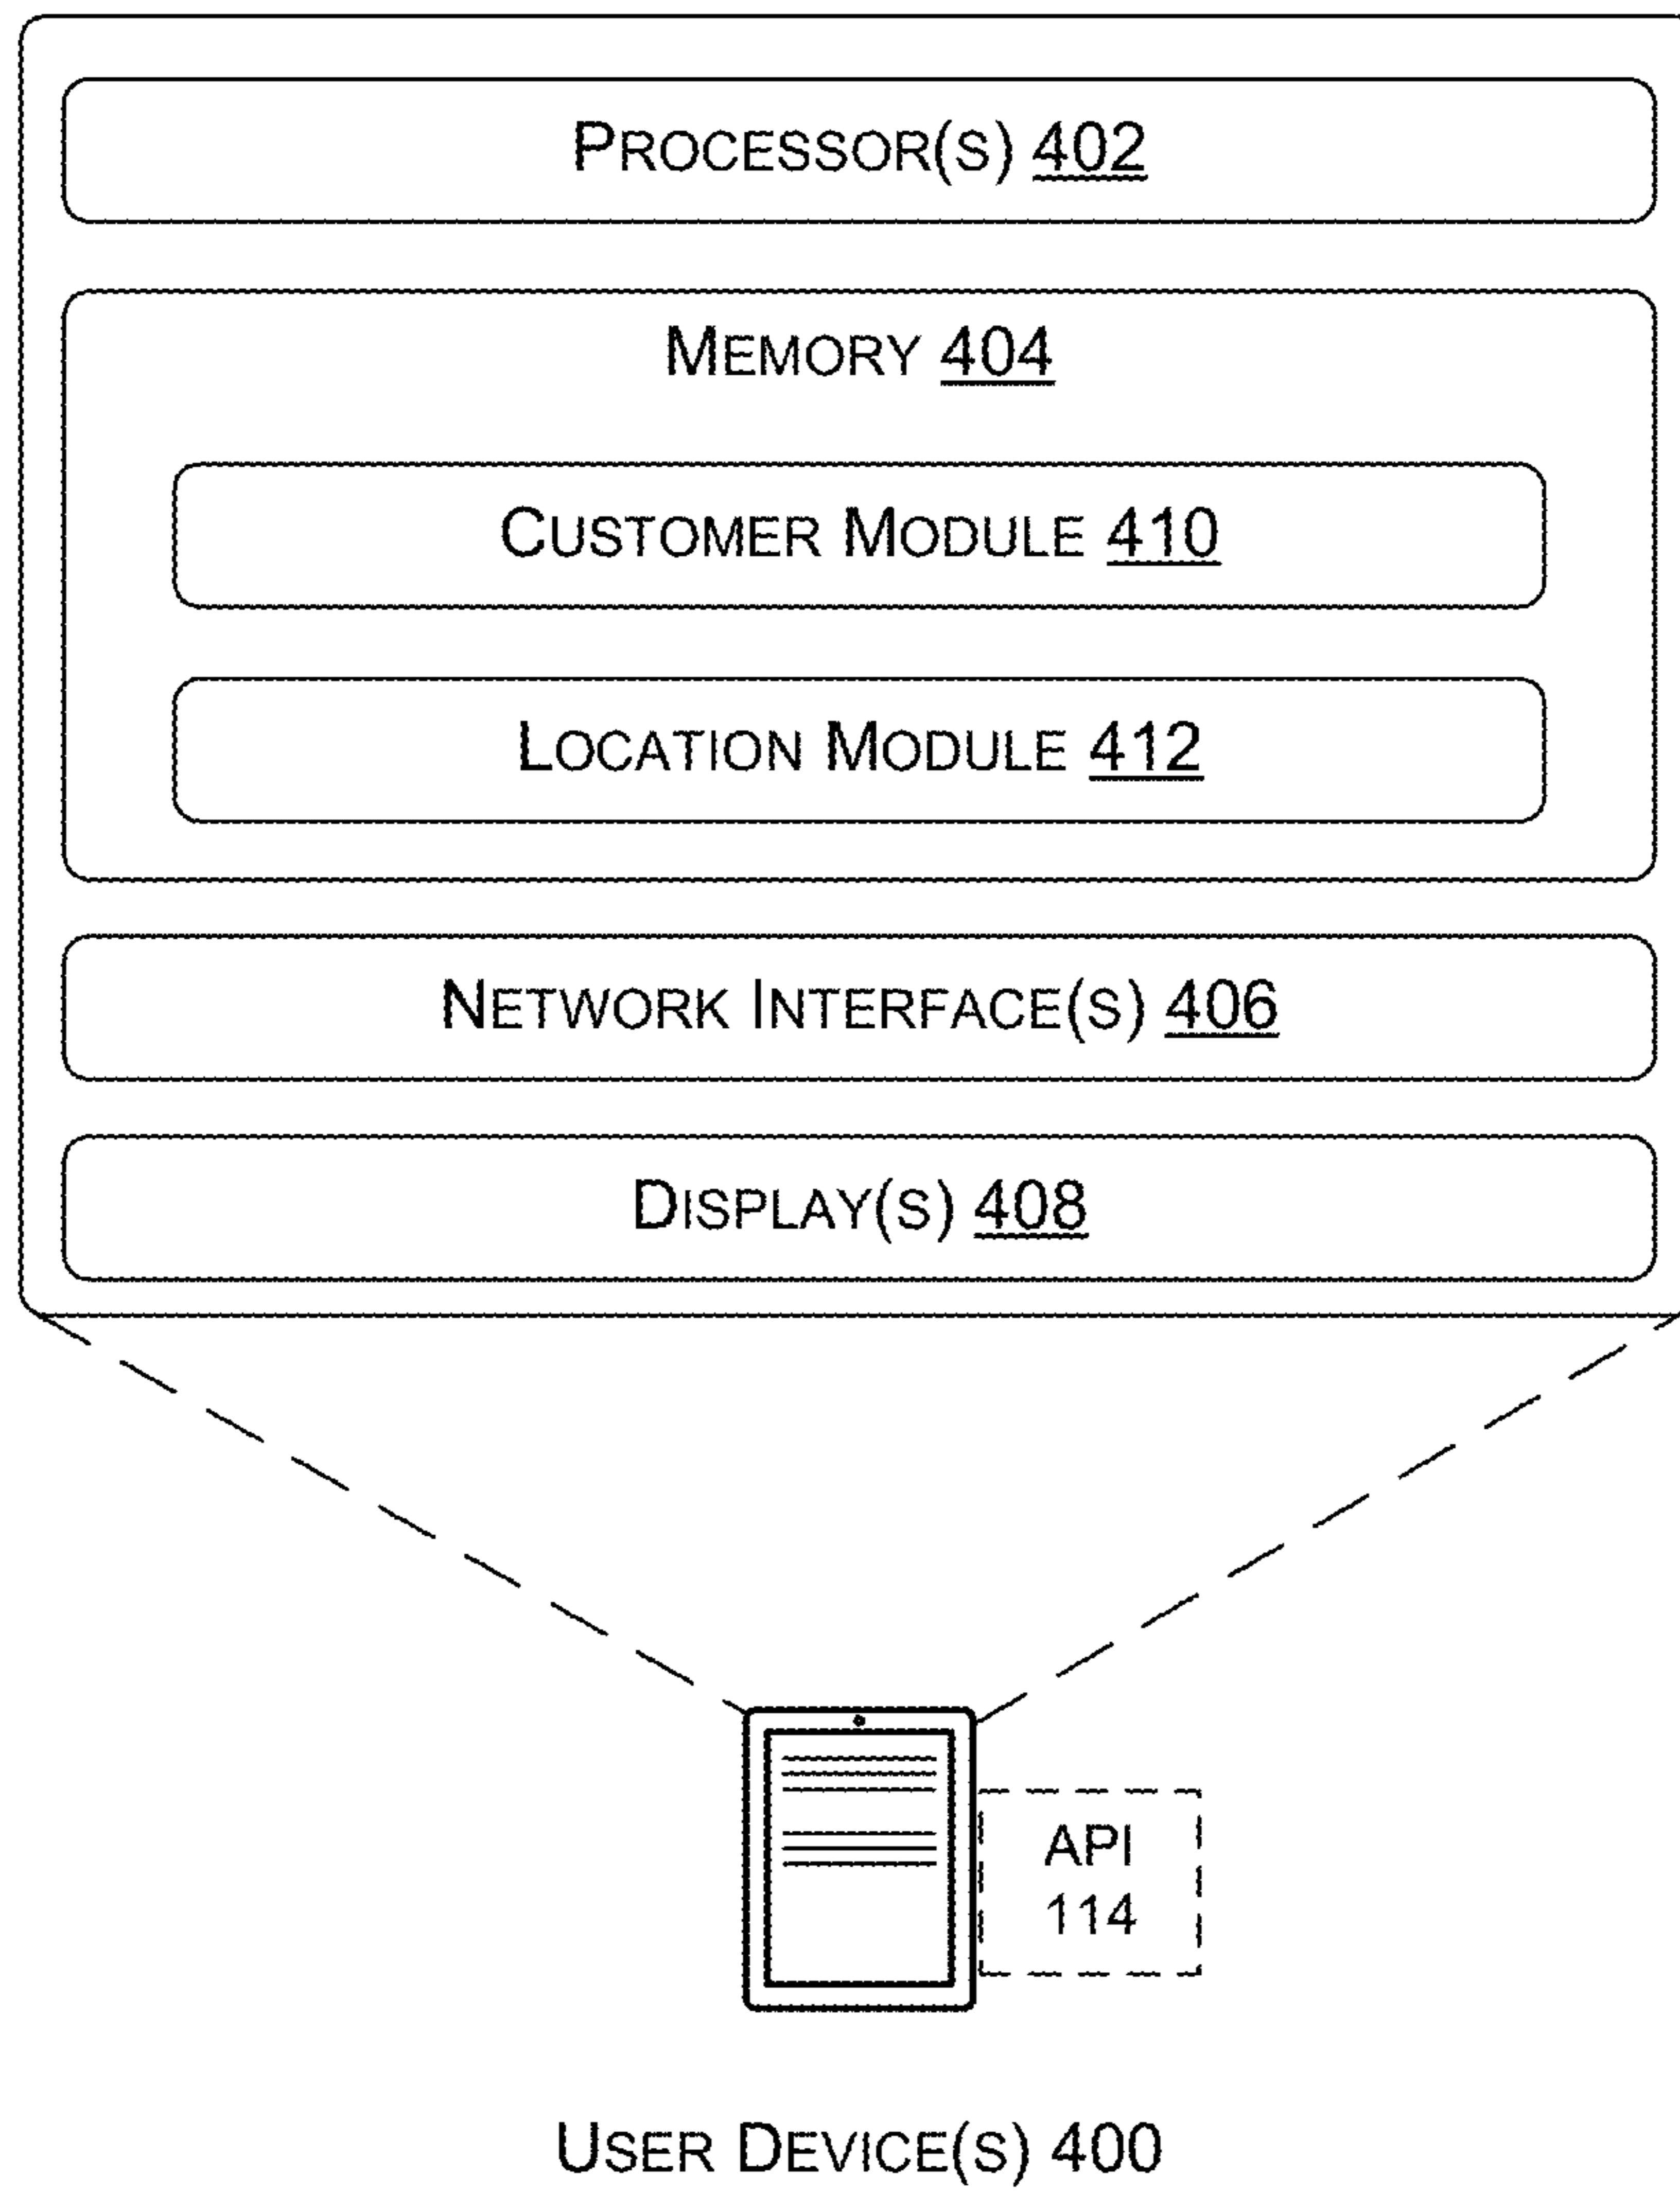 PROCESSOR(S) 402
MEMORY 404
CUSTOMER MODULE 410
LOCATION MODULE 412
NETWORK INTERFACE(S) 406
DISPLAY(S) 408
API
114
USER DEVICE(S) 400